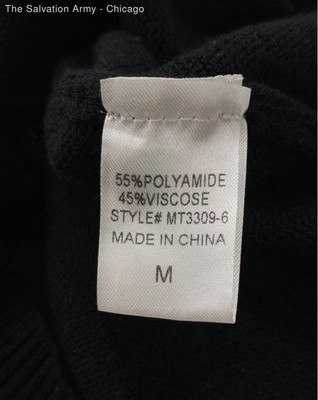 The Salvation Army - Chicago
55%POLYAMIDE
45%VISCOSE
STYLE# MT3309-6
MADE IN CHINA
M